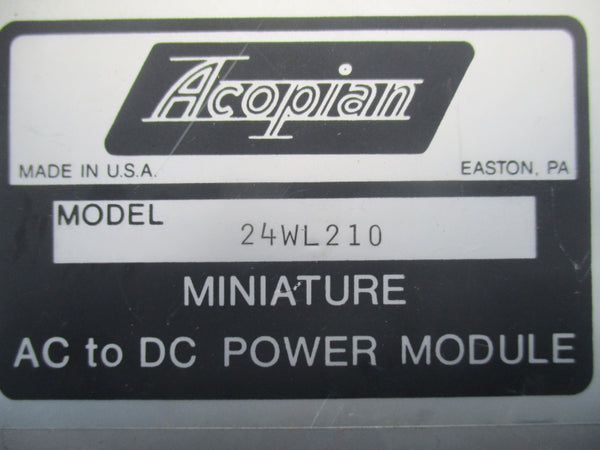 Acopian
MADE IN U.S.A. EASTON, PA
MODEL 24WL210
MINIATURE
AC to DC POWER MODULE